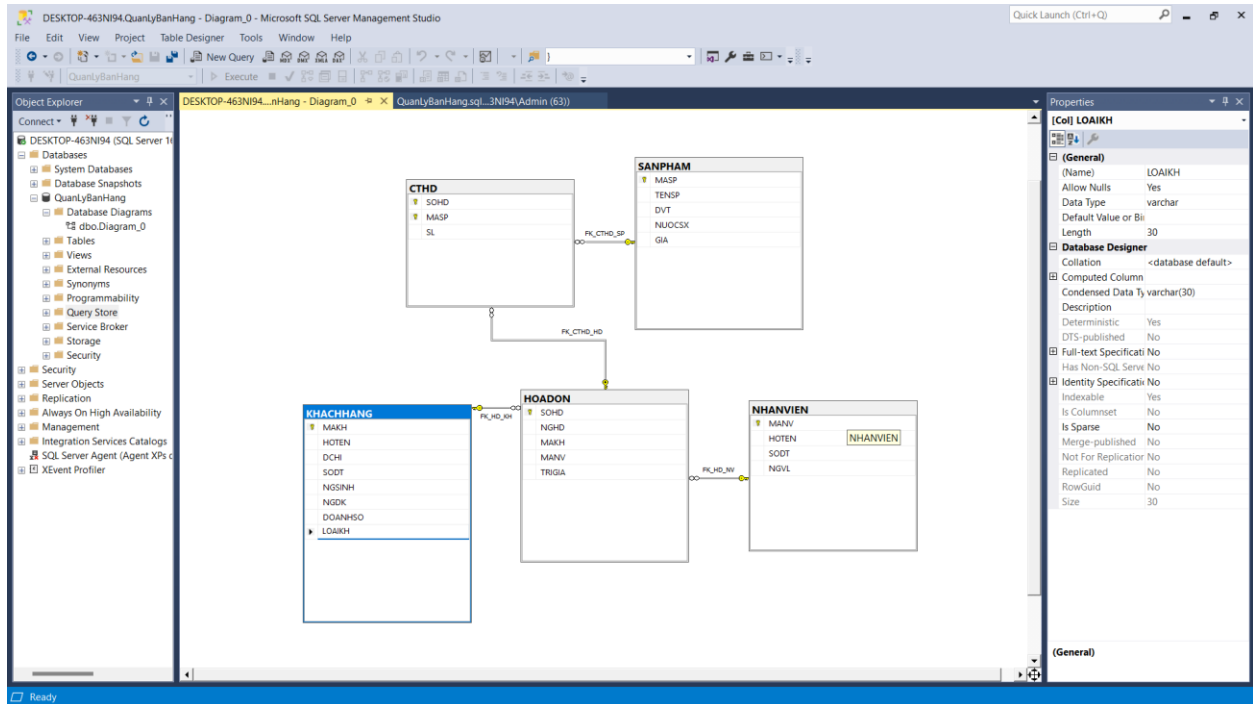 DESKTOP-463NI94.QuanLyBanHang - Diagram_0 - Microsoft SQL Server Management Studio
Quick Launch (Ctrl+Q)
File Edit View Project Table Designer Tools Window Help
New Query
}
QuanLyBanHang
Execute
Object Explorer
Connect
DESKTOP-463NI94 (SQL Server 16
Databases
System Databases
Database Snapshots
QuanLyBanHang
Database Diagrams
dbo.Diagram_0
Tables
Views
External Resources
Synonyms
Programmability
Query Store
Service Broker
Storage
Security
Security
Server Objects
Replication
Always On High Availability
Management
Integration Services Catalogs
SQL Server Agent (Agent XPs d
XEvent Profiler
DESKTOP-463NI94....nHang - Diagram_0
QuanLyBanHang.sql...3NI94\Admin (63))
CTHD
SOHD
MASP
SL
FK_CTHD_SP
SANPHAM
MASP
TENSP
DVT
NUOCSX
GIA
FK_CTHD_HD
KHACHHANG
MAKH
HOTEN
DCHI
SODT
NGSINH
NGDK
DOANHSO
LOAIKH
FK_HD_KH
HOADON
SOHD
NGHD
MAKH
MANV
TRIGIA
FK_HD_NV
NHANVIEN
MANV
HOTEN
SODT
NGVL
NHANVIEN
Properties
[Col] LOAIKH
(General)
(Name) LOAIKH
Allow Nulls Yes
Data Type varchar
Default Value or Bi
Length 30
Database Designer
Collation <database default>
Computed Column
Condensed Data Ty varchar(30)
Description
Deterministic Yes
DTS-published No
Full-text Specificati No
Has Non-SQL Serve No
Identity Specificatio No
Indexable Yes
Is Columnset No
Is Sparse No
Merge-published No
Not For Replication No
Replicated No
RowGuid No
Size 30
(General)
Ready